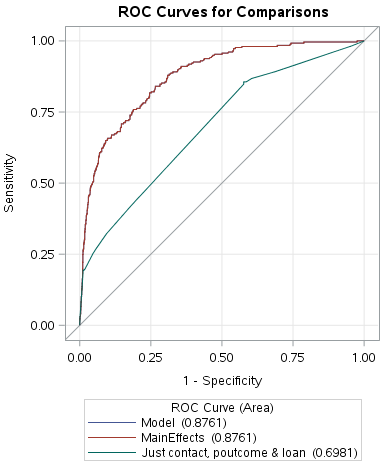 ROC Curves for Comparisons
1.00
0.75
0.50
0.25
0.00
Sensitivity
0.00 0.25 0.50 0.75 1.00
1 - Specificity
ROC Curve (Area)
Model (0.8761)
MainEffects (0.8761)
Just contact, poutcome & loan (0.6981)